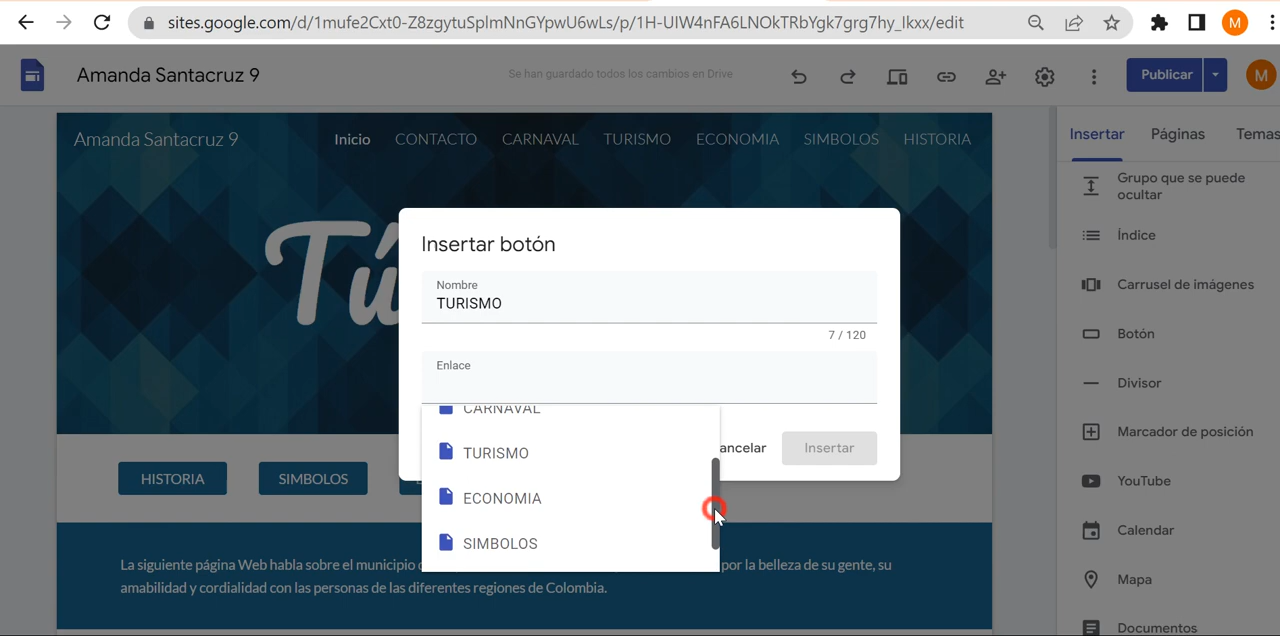 sites.google.com/d/1mufe2Cxt0-Z8zgytuSplmNnGYpwU6wLs/p/1H-UIW4nFA6LNOkTRbYgk7grg7hy_lkxx/edit
M
Amanda Santacruz 9
Se han guardado todos los cambios en Drive
Publicar
M
Amanda Santacruz 9
Inicio
CONTACTO
CARNAVAL
TURISMO
ECONOMIA
SIMBOLOS
HISTORIA
Insertar
Páginas
Temas
Grupo que se puede
ocultar
Índice
Carrusel de imágenes
Botón
Divisor
Marcador de posición
YouTube
Calendar
Mapa
Documentos
Tú
Insertar botón
Nombre
TURISMO
7 / 120
Enlace
CARNAVAL
TURISMO
ECONOMIA
SIMBOLOS
ancelar
Insertar
HISTORIA
SIMBOLOS
La siguiente página Web habla sobre el municipio
por la belleza de su gente, su
amabilidad y cordialidad con las personas de las diferentes regiones de Colombia.